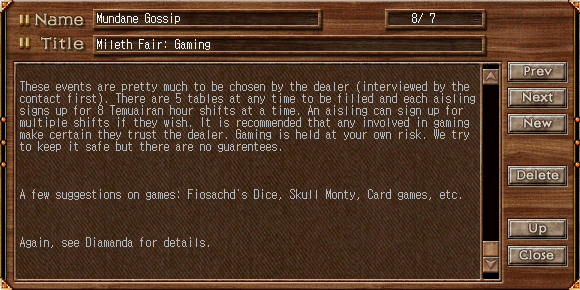 Name Mundane Gossip 8/ 7
Title Mileth Fair: Gaming
Prev
Next
New
Delete
Up
Close
These events are pretty much to be chosen by the dealer (interviewed by the
contact first). There are 5 tables at any time to be filled and each aisling
signs up for 8 Temuairan hour shifts at a time. An aisling can sign up for
multiple shifts if they wish. It is recommended that any involved in gaming
make certain they trust the dealer. Gaming is held at your own risk. We try
to keep it safe but there are no guarentees.
A few suggestions on games: Fiosachd's Dice, Skull Monty, Card games, etc.
Again, see Diamanda for details.